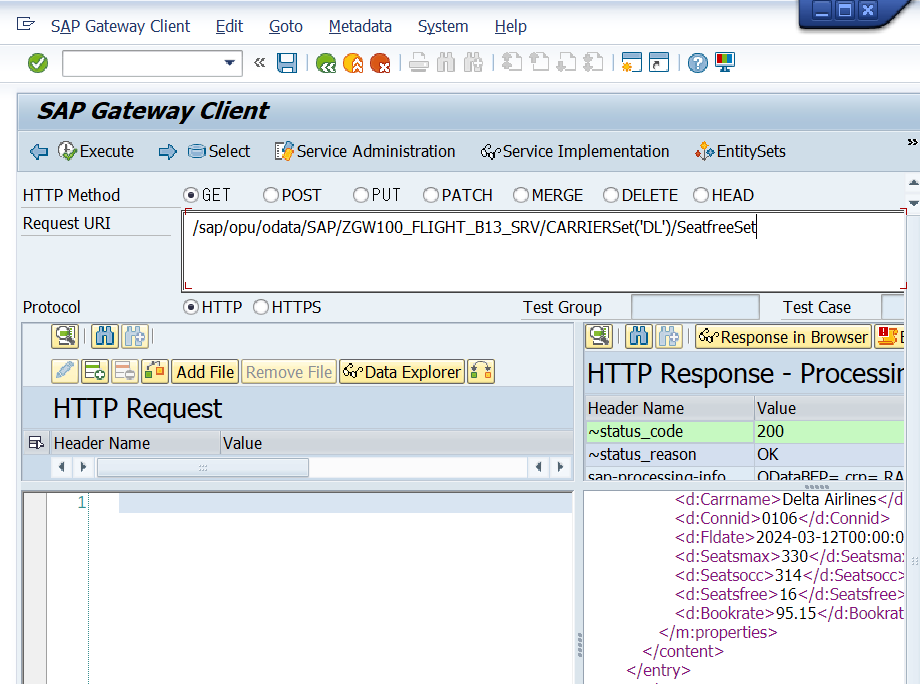 SAP Gateway Client Edit Goto Metadata System Help
SAP Gateway Client
Execute Select Service Administration Service Implementation EntitySets
HTTP Method GET POST PUT PATCH MERGE DELETE HEAD
Request URI /sap/opu/odata/SAP/ZGW100_FLIGHT_B13_SRV/CARRIERSet('DL')/SeatfreeSet
Protocol HTTP HTTPS Test Group Test Case
Response in Browser
Add File Remove File Data Explorer
HTTP Response - Processin
HTTP Request
Header Name Value
~status_code 200
Header Name Value
~status_reason OK
sap-processing-info ODataBEP= crp= RA
1
<d:Carrname>Delta Airlines</d
<d:Connid>0106</d:Connid>
<d:Fldate>2024-03-12T00:00:0
<d:Seatsmax>330</d:Seatsmax
<d:Seatsocc>314</d:Seatsocc>
<d:Seatsfree>16</d:Seatsfree>
<d:Bookrate>95.15</d:Bookrat
</m:properties>
</content>
</entry>